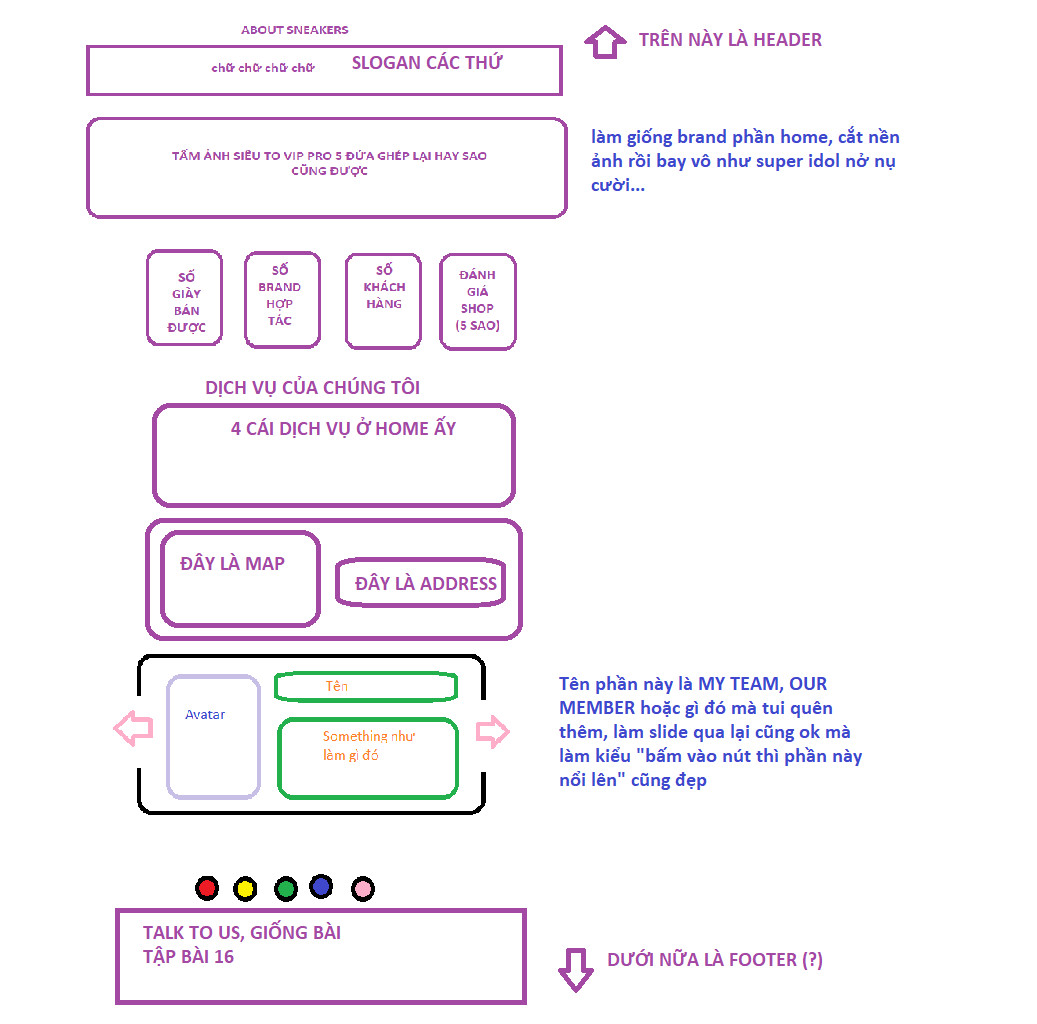 ABOUT SNEAKERS
TRÊN NÀY LÀ HEADER
chữ chữ chữ chữ
SLOGAN CÁC THỨ
TẤM ẢNH SIÊU TO VIP PRO 5 ĐỨA GHÉP LẠI HAY SAO
CŨNG ĐƯỢC
làm giống brand phần home, cắt nền
ảnh rồi bay vô như super idol nở nụ
cười...
SỐ
GIÀY
BÁN
ĐƯỢC
SỐ
BRAND
HỢP
TÁC
SỐ
KHÁCH
HÀNG
ĐÁNH
GIÁ
SHOP
(5 SAO)
DỊCH VỤ CỦA CHÚNG TÔI
4 CÁI DỊCH VỤ Ở HOME ẤY
ĐÂY LÀ MAP
ĐÂY LÀ ADDRESS
Avatar
Tên
Something như
làm gì đó
Tên phần này là MY TEAM, OUR
MEMBER hoặc gì đó mà tui quên
thêm, làm slide qua lại cũng ok mà
làm kiểu "bấm vào nút thì phần này
nổi lên" cũng đẹp
TALK TO US, GIỐNG BÀI
TẬP BÀI 16
DƯỚI NỮA LÀ FOOTER (?)